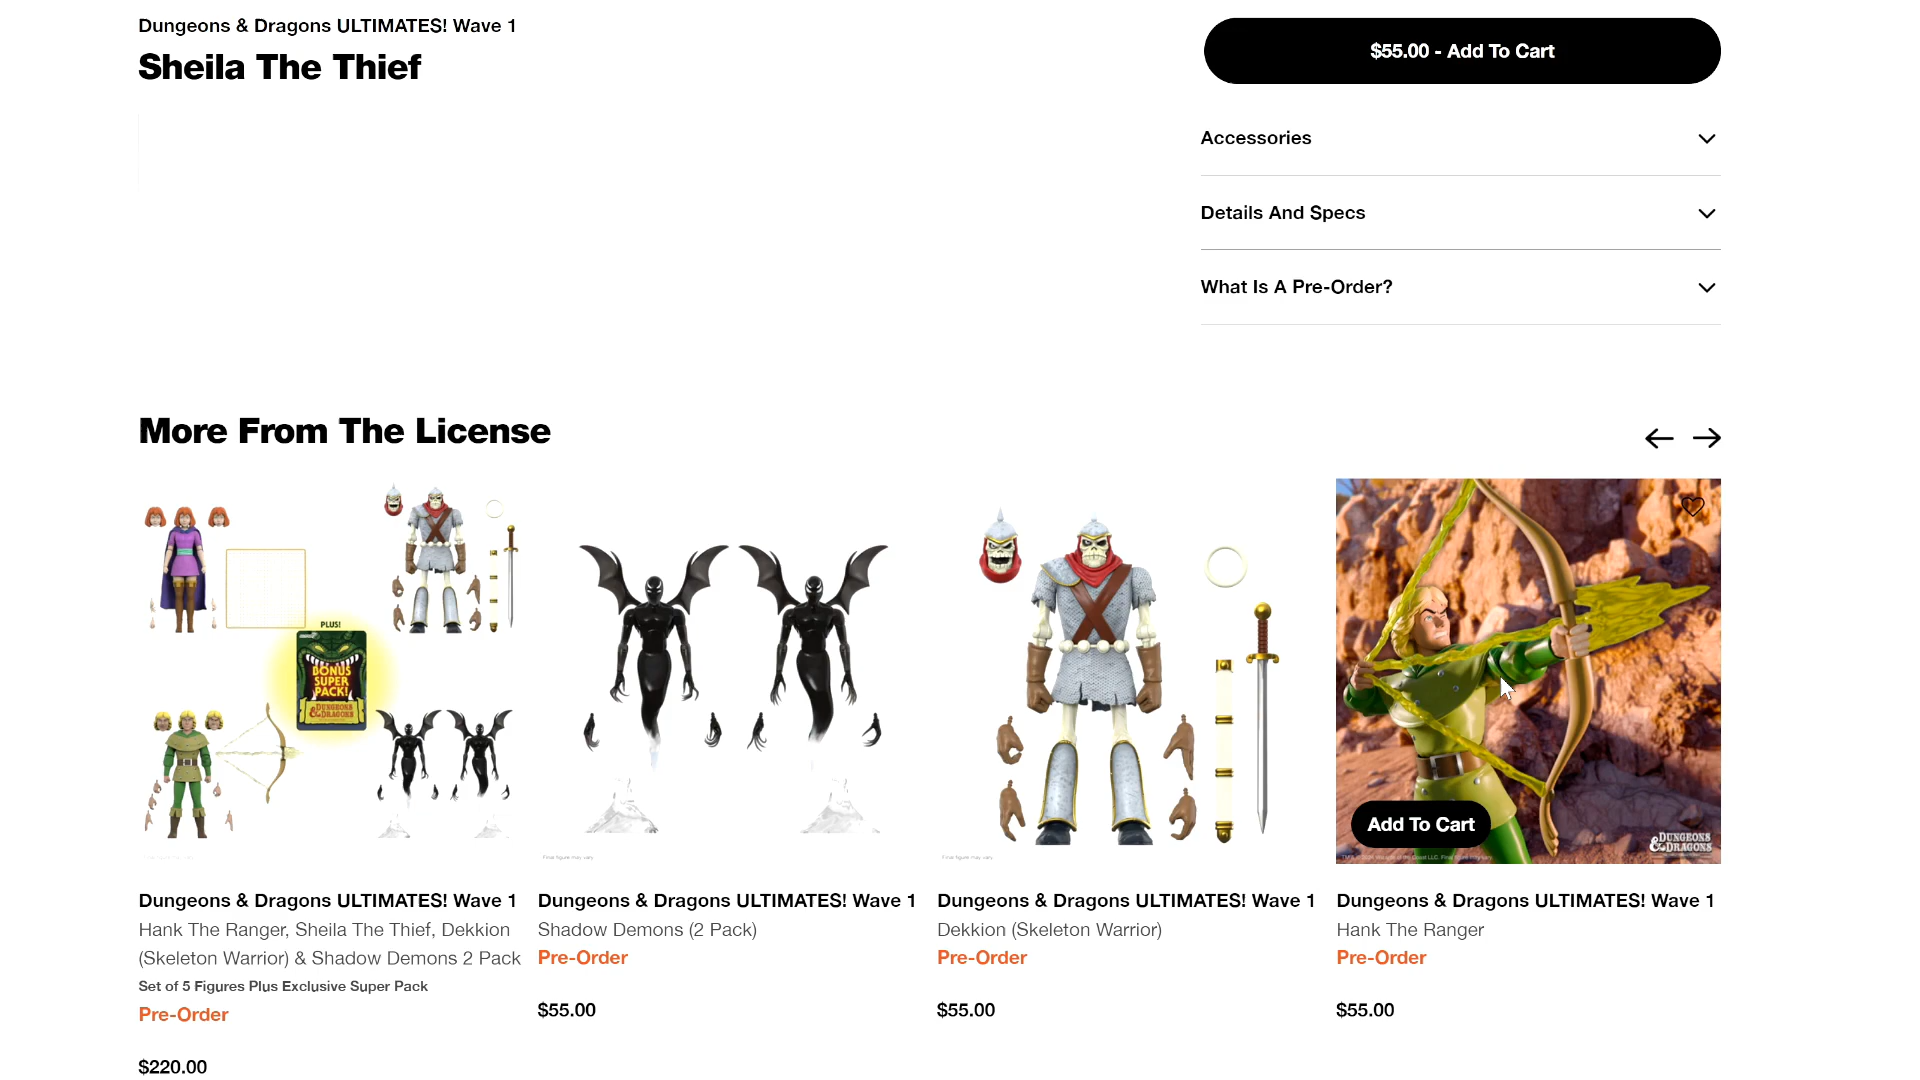 Dungeons & Dragons ULTIMATES! Wave 1
Sheila The Thief
$55.00 - Add To Cart
Accessories
Details And Specs
What Is A Pre-Order?
More From The License
PLUS!
BONUS
SUPER
PACK!
DUNGEONS
& DRAGONS
Final figure may vary.
Final figure may vary.
Add To Cart
DUNGEONS
& DRAGONS
Dungeons & Dragons ULTIMATES! Wave 1
Hank The Ranger, Sheila The Thief, Dekkion
(Skeleton Warrior) & Shadow Demons 2 Pack
Set of 5 Figures Plus Exclusive Super Pack
Pre-Order
$220.00
Dungeons & Dragons ULTIMATES! Wave 1
Shadow Demons (2 Pack)
Pre-Order
$55.00
Dungeons & Dragons ULTIMATES! Wave 1
Dekkion (Skeleton Warrior)
Pre-Order
$55.00
Dungeons & Dragons ULTIMATES! Wave 1
Hank The Ranger
Pre-Order
$55.00